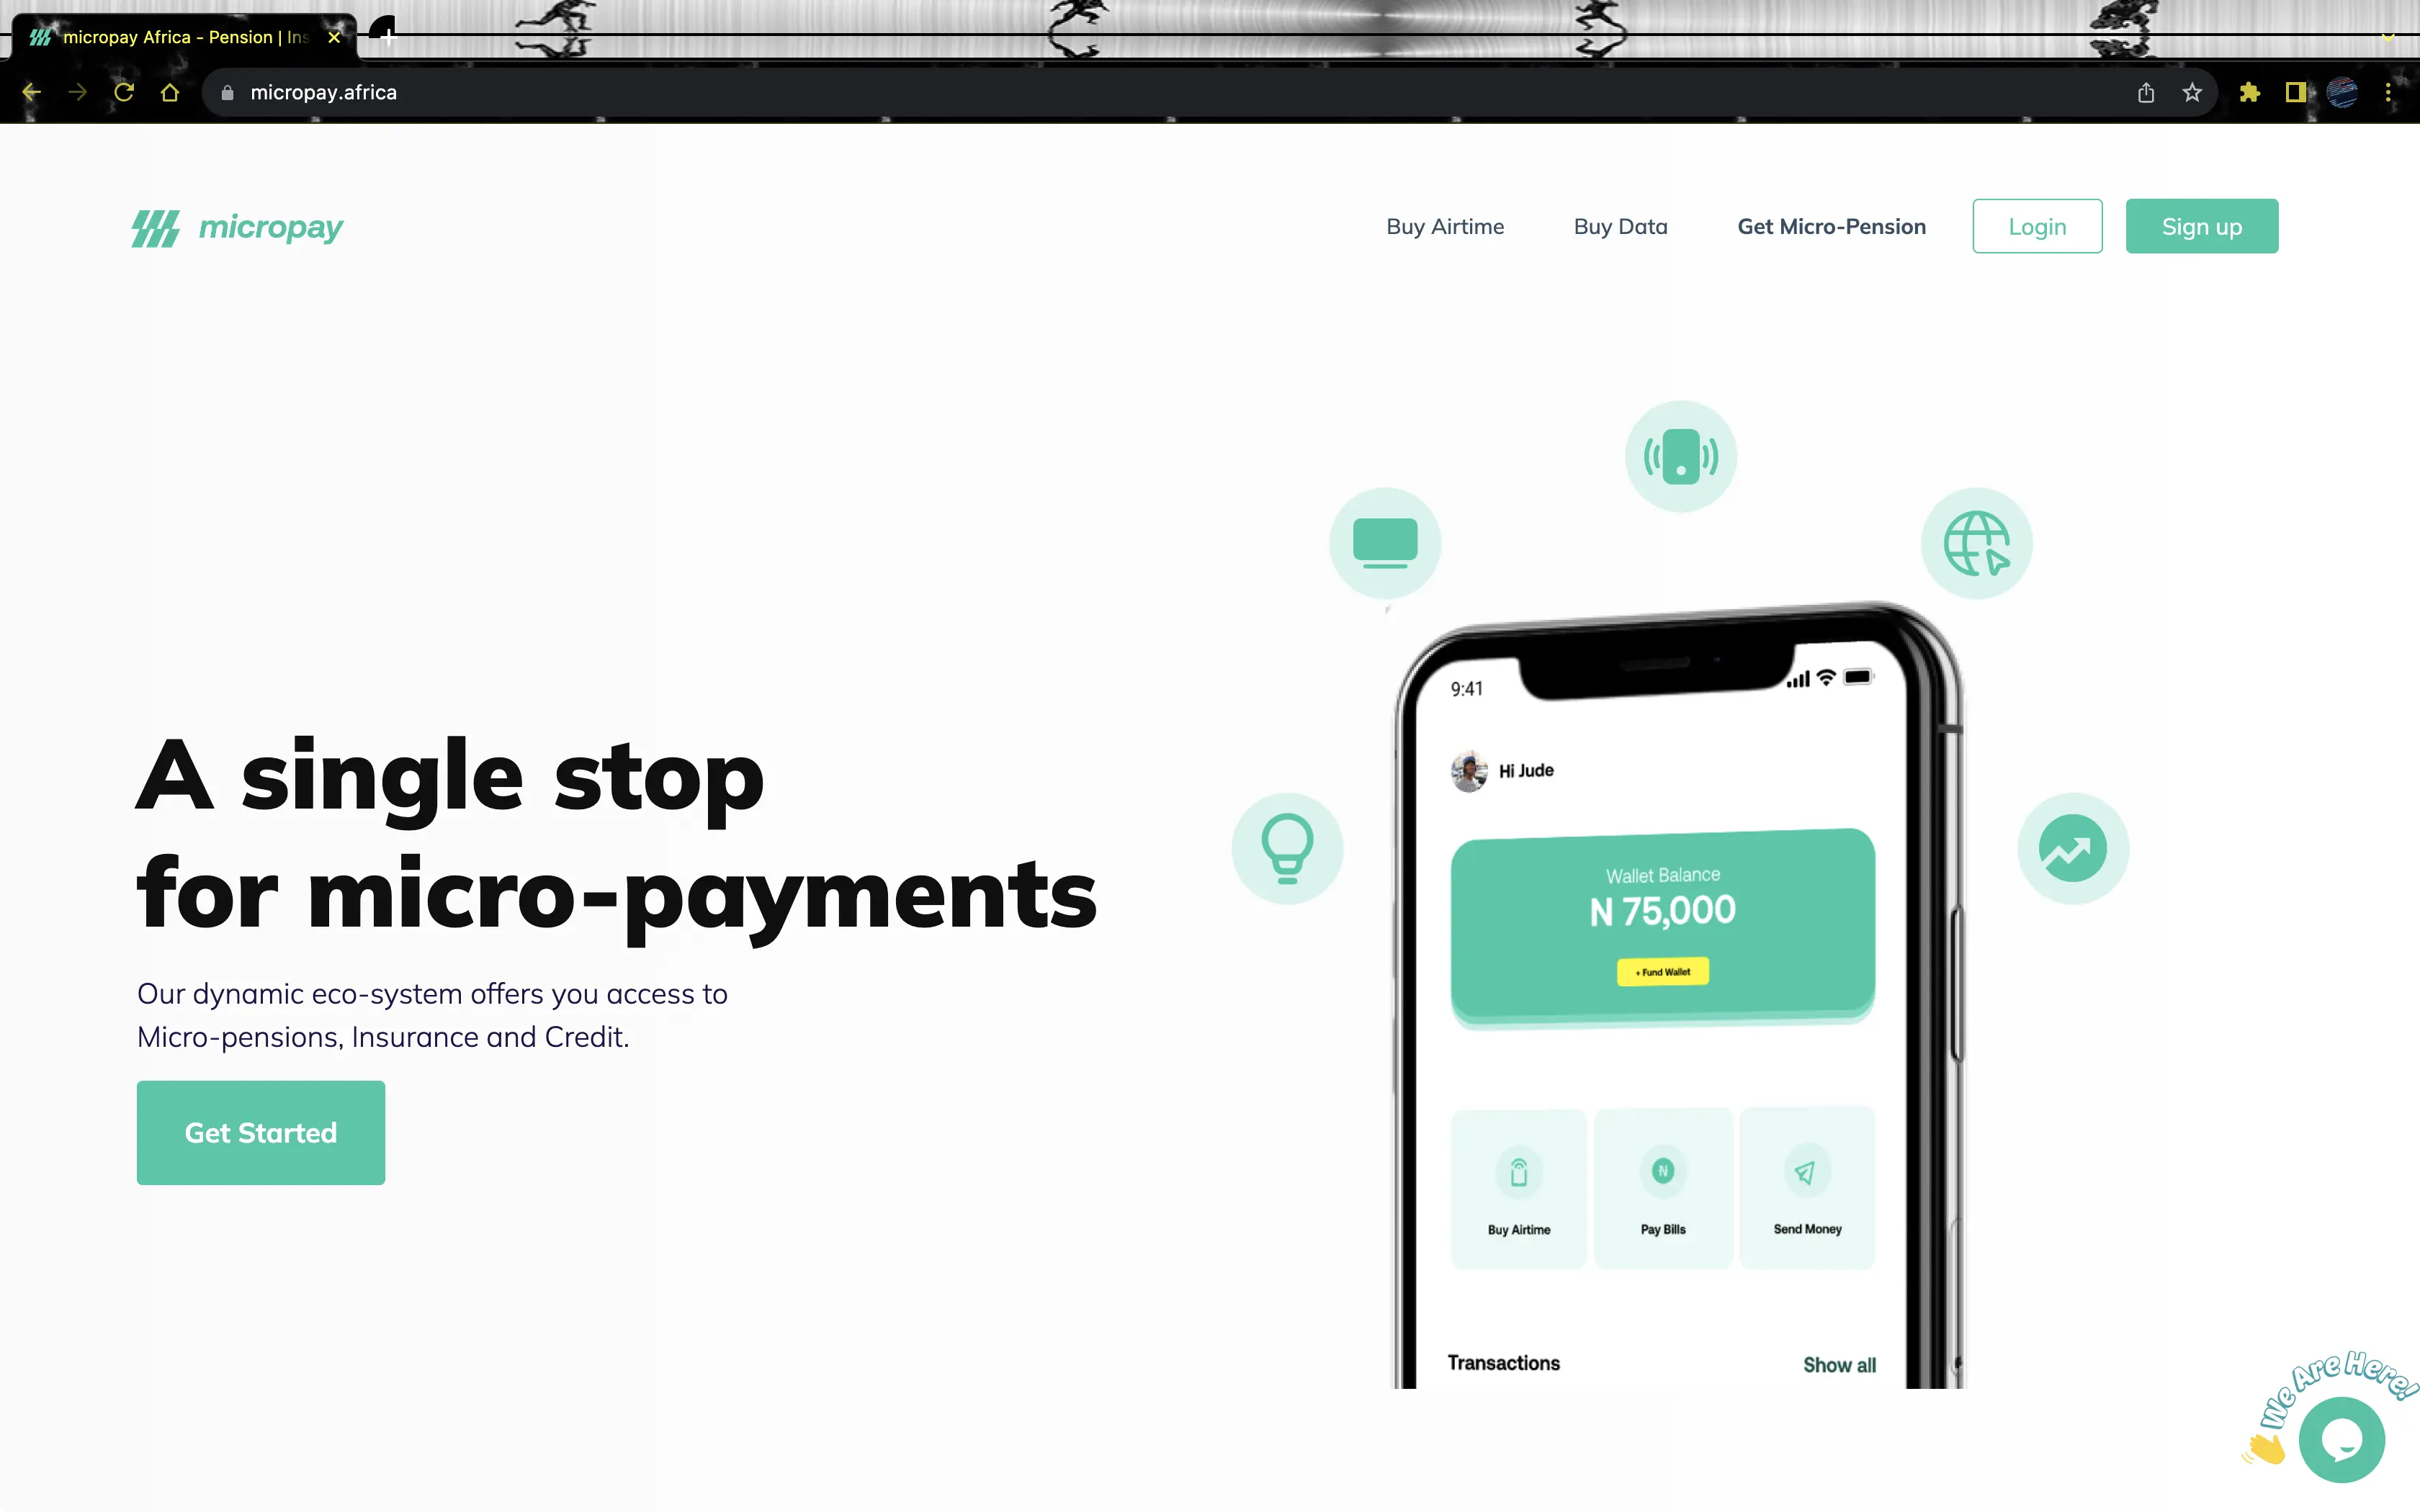 micropay Africa - Pension | Ins
micropay.africa
micropay
Buy Airtime
Buy Data
Get Micro-Pension
Login
Sign up
A single stop
for micro-payments
Our dynamic eco-system offers you access to
Micro-pensions, Insurance and Credit.
Get Started
9:41
Hi Jude
Wallet Balance
N 75,000
+ Fund Wallet
N
Buy Airtime
Pay Bills
Send Money
Transactions
Show all
We Are Here!